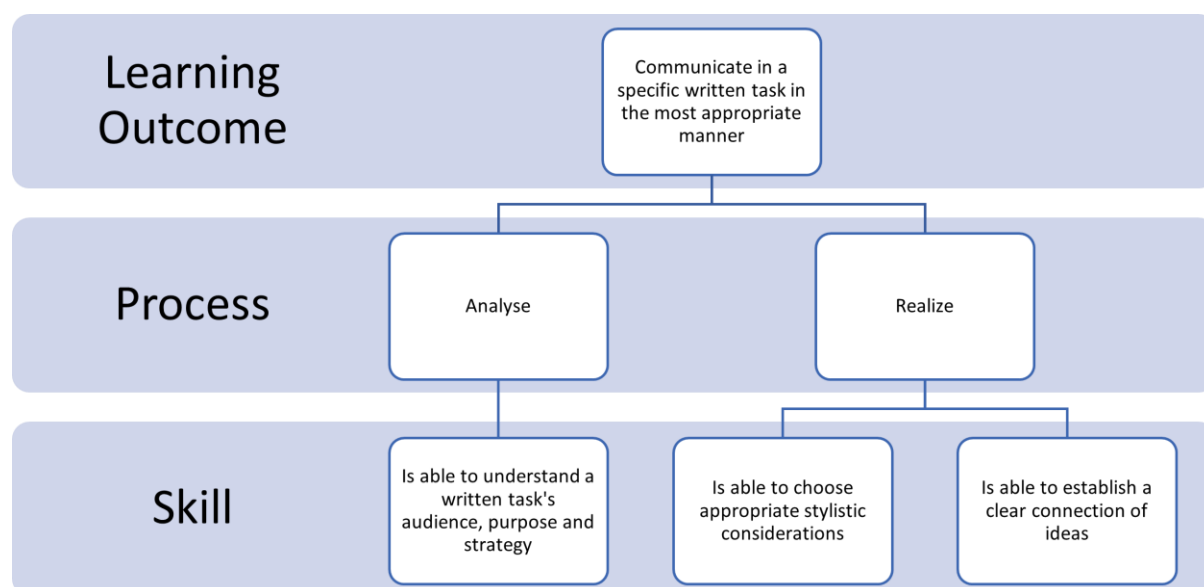 Learning
Outcome
Communicate in a
specific written task in
the most appropriate
manner
Process
Analyse
Realize
Skill
Is able to understand a
written task's
audience, purpose and
strategy
Is able to choose
appropriate stylistic
considerations
Is able to establish a
clear connection of
ideas